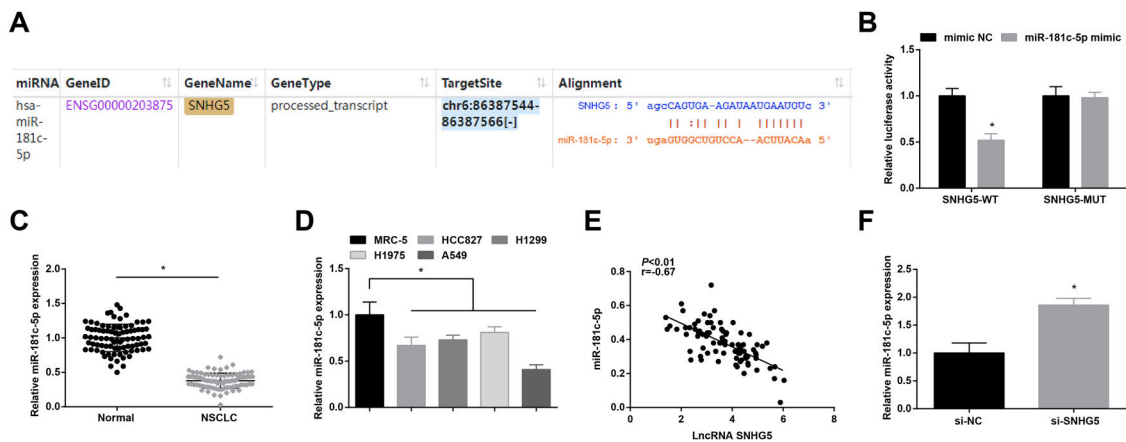 A
miRNA GeneID GeneName GeneType TargetSite Alignment
hsa-miR-181c-5p ENSG00000203875 SNHG5 processed_transcript chr6:86387544-86387566[-]
SNHG5: 5' agcCAGUGA-AGAUAAUGAAUGUc 3'
miR-181c-5p: 3' ugaGUGGCUGUCCA--ACUUACAa 5'
B
mimic NC miR-181c-5p mimic
Relative luciferase activity
1.5
1.0
0.5
0.0
*
SNHG5-WT SNHG5-MUT
C
Relative miR-181c-5p expression
2.0
1.5
1.0
0.5
0.0
*
Normal NSCLC
D
MRC-5 HCC827 H1299
H1975 A549
Relative miR-181c-5p expression
1.5
1.0
0.5
0.0
*
E
P<0.01
r=-0.67
miR-181c-5p
0.8
0.6
0.4
0.2
0.0
0 2 4 6 8
LncRNA SNHG5
F
Relative miR-181c-5p expression
2.5
2.0
1.5
1.0
0.5
0.0
*
si-NC si-SNHG5